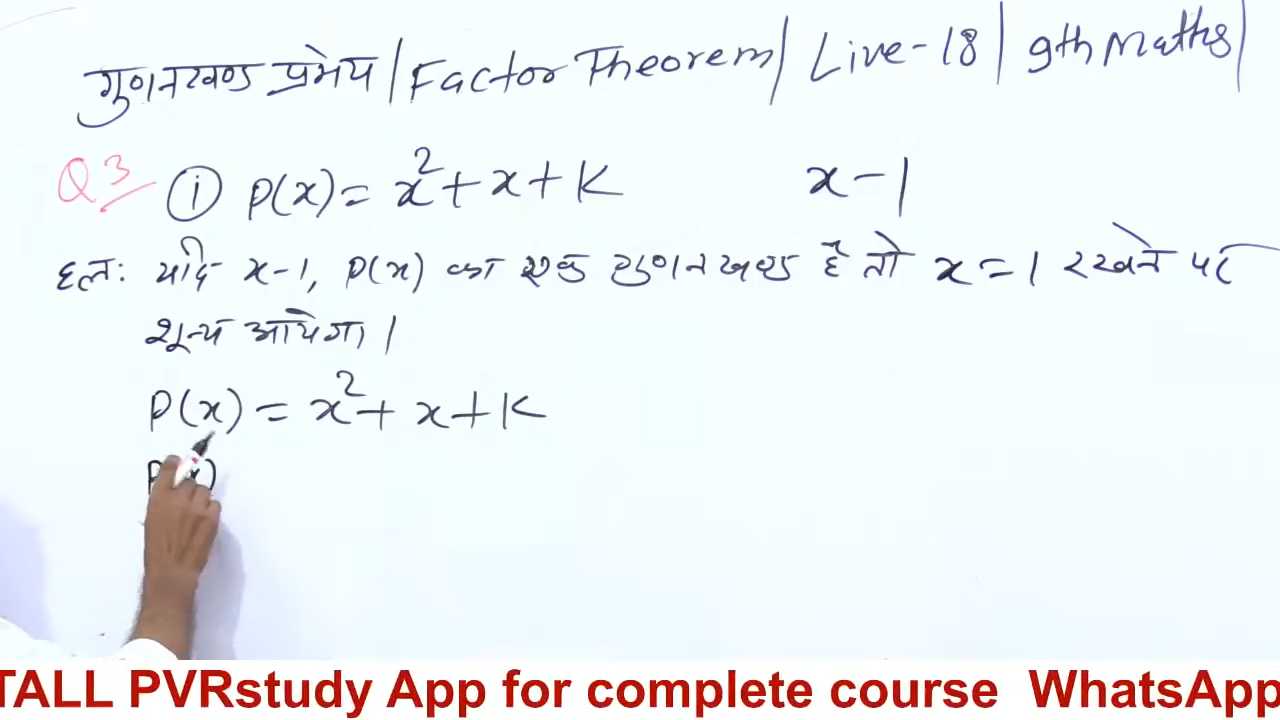 गुणनखण्ड प्रमेय | Factor Theorem | Live-18 | 9th Maths |
Q3 (i) P(x) = x² + x + K x - 1
हल: यदि x-1, P(x) का एक गुणनखण्ड है तो x = 1 रखने पर
शून्य आयेगा।
P(x) = x² + x + K
TALL PVRstudy App for complete course WhatsApp